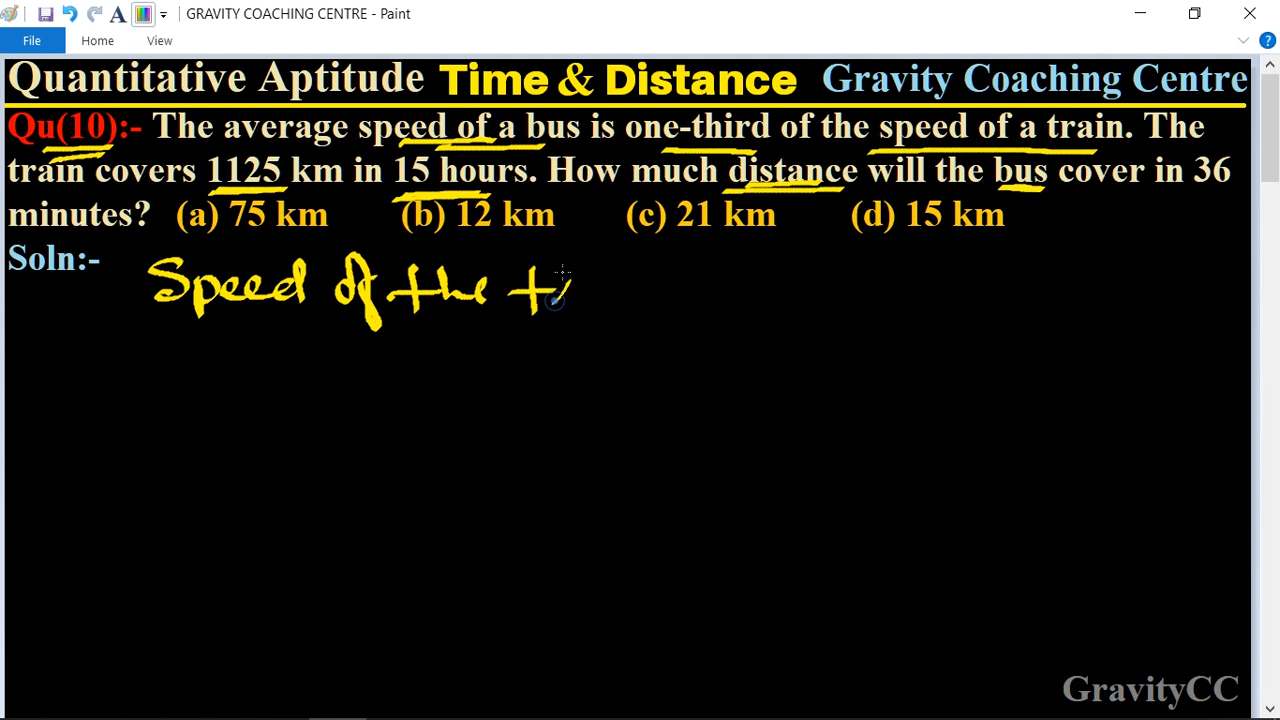 GRAVITY COACHING CENTRE - Paint
File Home View
Quantitative Aptitude Time & Distance Gravity Coaching Centre
Qu(10):- The average speed of a bus is one-third of the speed of a train. The
train covers 1125 km in 15 hours. How much distance will the bus cover in 36
minutes? (a) 75 km (b) 12 km (c) 21 km (d) 15 km
Soln:-
Speed of the
GravityCC